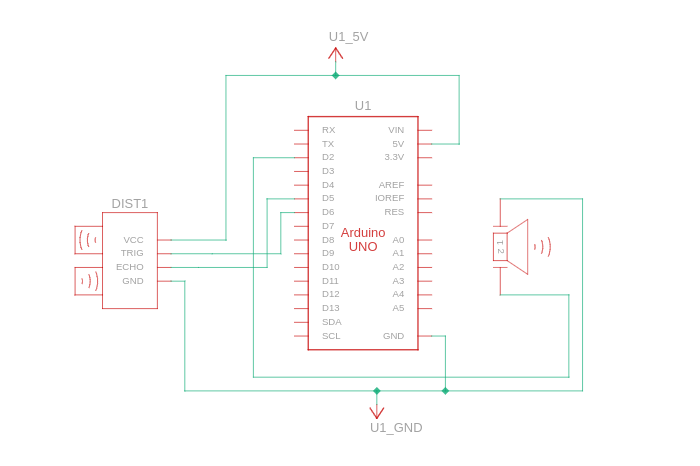 U1_5V
U1
RX
TX
D2
D3
D4
D5
D6
D7
D8
D9
D10
D11
D12
D13
SDA
SCL
VIN
5V
3.3V
AREF
IOREF
RES
A0
A1
A2
A3
A4
A5
GND
Arduino
UNO
DIST1
VCC
TRIG
ECHO
GND
1 2
U1_GND